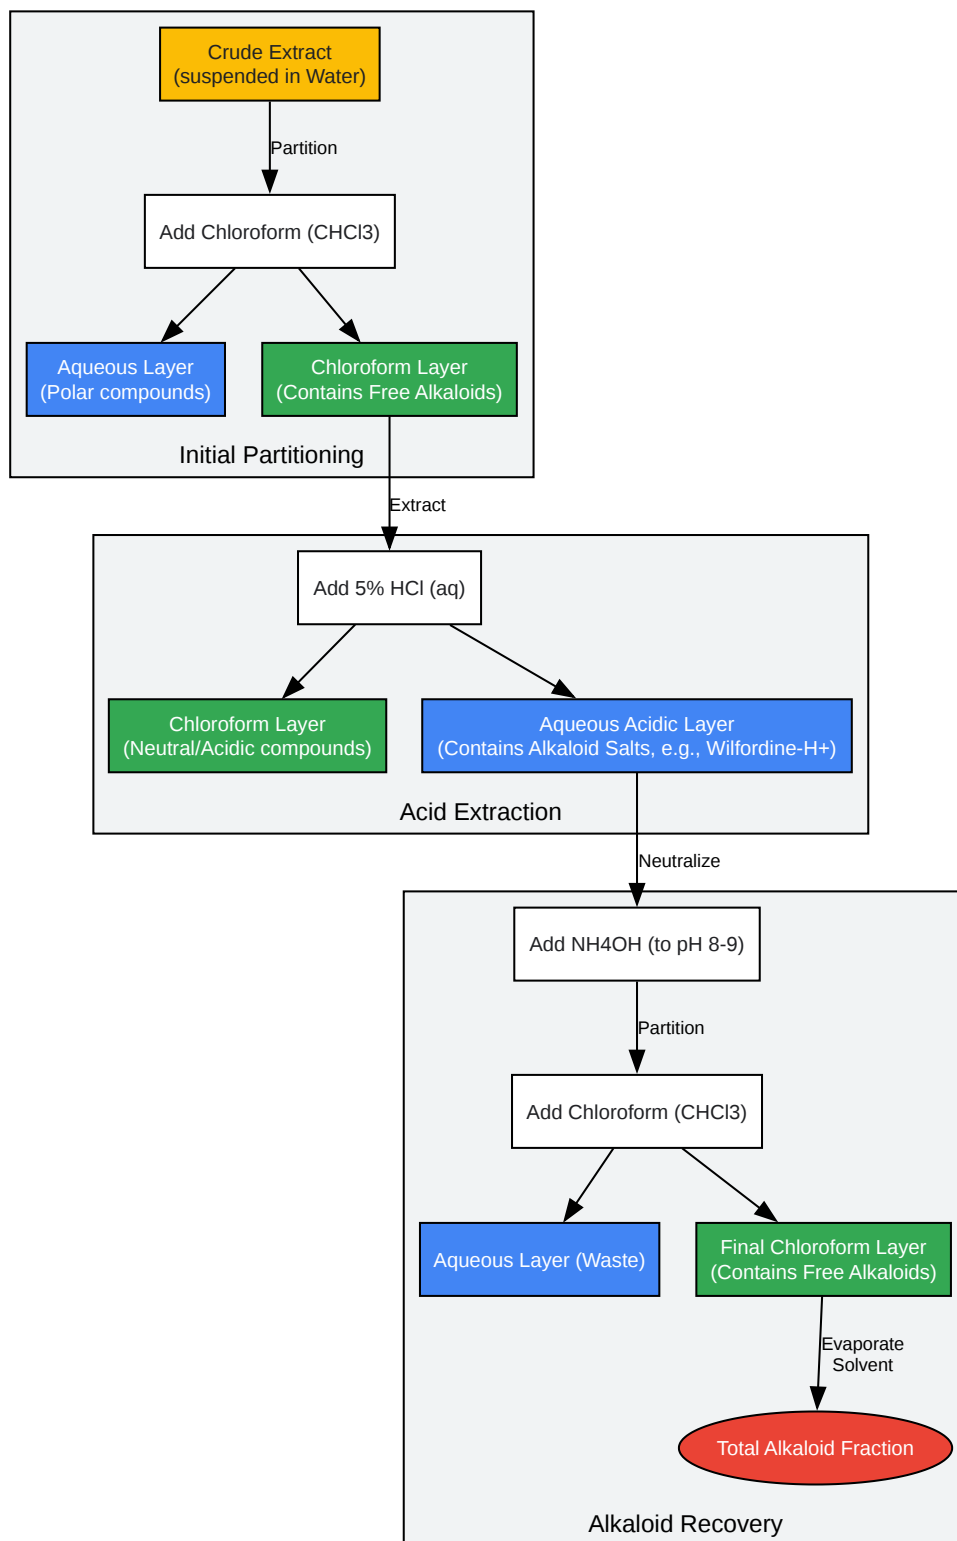 Crude Extract
(suspended in Water)
Partition
Add Chloroform (CHCl3)
Aqueous Layer
(Polar compounds)
Chloroform Layer
(Contains Free Alkaloids)
Initial Partitioning
Extract
Add 5% HCl (aq)
Chloroform Layer
(Neutral/Acidic compounds)
Aqueous Acidic Layer
(Contains Alkaloid Salts, e.g., Wilfordine-H+)
Acid Extraction
Neutralize
Add NH4OH (to pH 8-9)
Partition
Add Chloroform (CHCl3)
Aqueous Layer (Waste)
Final Chloroform Layer
(Contains Free Alkaloids)
Evaporate
Solvent
Total Alkaloid Fraction
Alkaloid Recovery